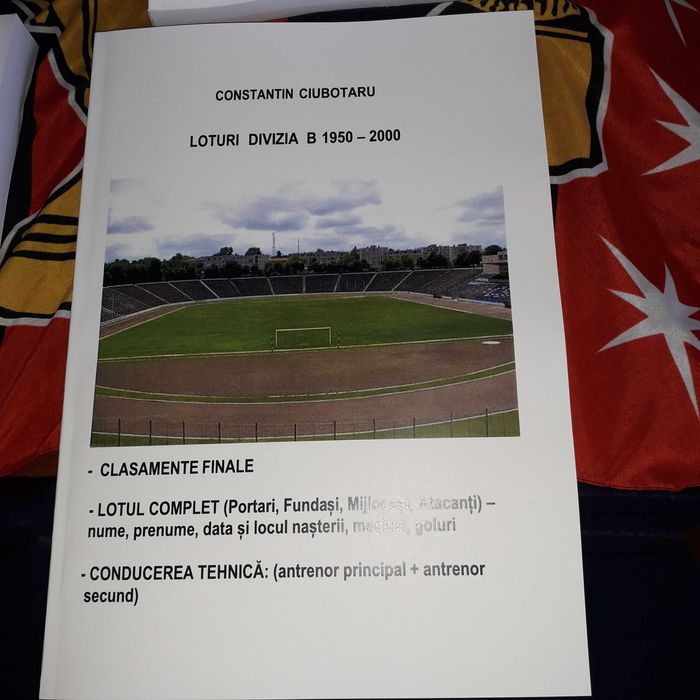 CONSTANTIN CIUBOTARU
LOTURI DIVIZIA B 1950 – 2000
- CLASAMENTE FINALE
- LOTUL COMPLET (Portari, Fundași, Mijlocași, Atacanți) –
nume, prenume, data și locul nașterii, meciuri, goluri
- CONDUCEREA TEHNICĂ: (antrenor principal + antrenor
secund)